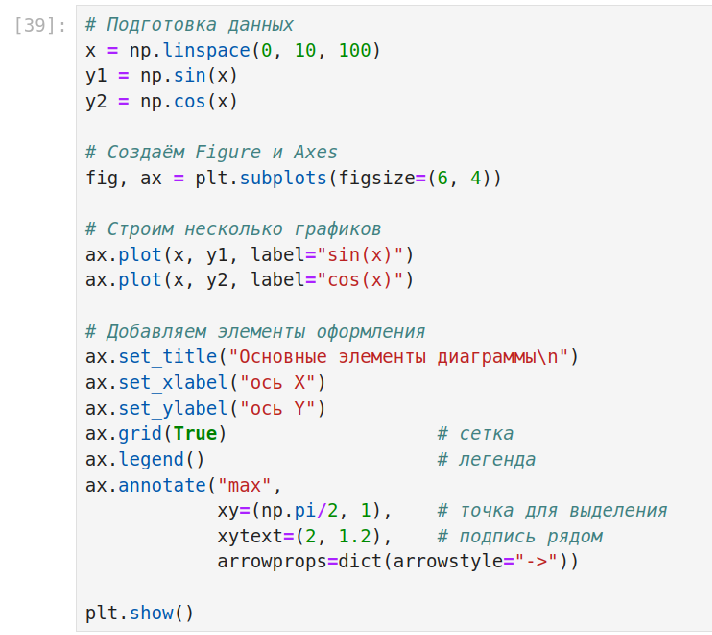 [39]:
# Подготовка данных
x = np.linspace(0, 10, 100)
y1 = np.sin(x)
y2 = np.cos(x)

# Создаём Figure и Axes
fig, ax = plt.subplots(figsize=(6, 4))

# Строим несколько графиков
ax.plot(x, y1, label="sin(x)")
ax.plot(x, y2, label="cos(x)")

# Добавляем элементы оформления
ax.set_title("Основные элементы диаграммы\n")
ax.set_xlabel("ось X")
ax.set_ylabel("ось Y")
ax.grid(True)                   # сетка
ax.legend()                     # легенда
ax.annotate("max",
            xy=(np.pi/2, 1),    # точка для выделения
            xytext=(2, 1.2),    # подпись рядом
            arrowprops=dict(arrowstyle="->"))

plt.show()